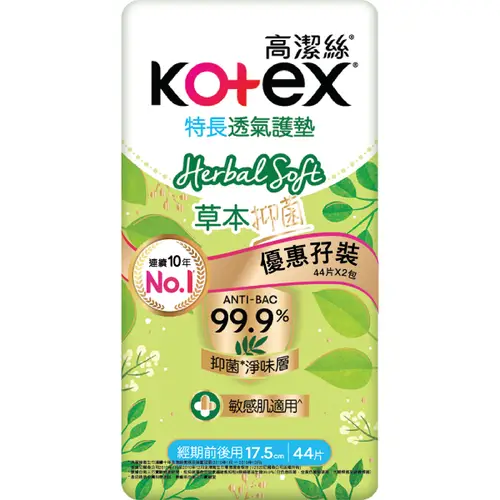 高潔絲®
KOTEX®
特長透氣護墊
Herbal Soft
草本抑菌
優惠孖裝
44片X2包
連續10年
No.1
ANTI-BAC
99.9%
抑菌*淨味層
敏感肌適用^
經期前後用17.5cm
44片